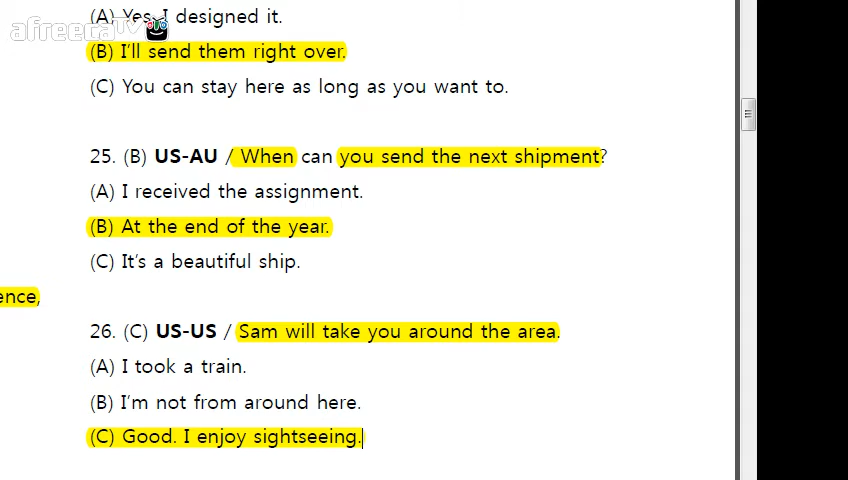 afreecaTV
(A) Yes, I designed it.
(B) I'll send them right over.
(C) You can stay here as long as you want to.
25. (B) US-AU / When can you send the next shipment?
(A) I received the assignment.
(B) At the end of the year.
(C) It's a beautiful ship.
ence,
26. (C) US-US / Sam will take you around the area.
(A) I took a train.
(B) I'm not from around here.
(C) Good. I enjoy sightseeing.